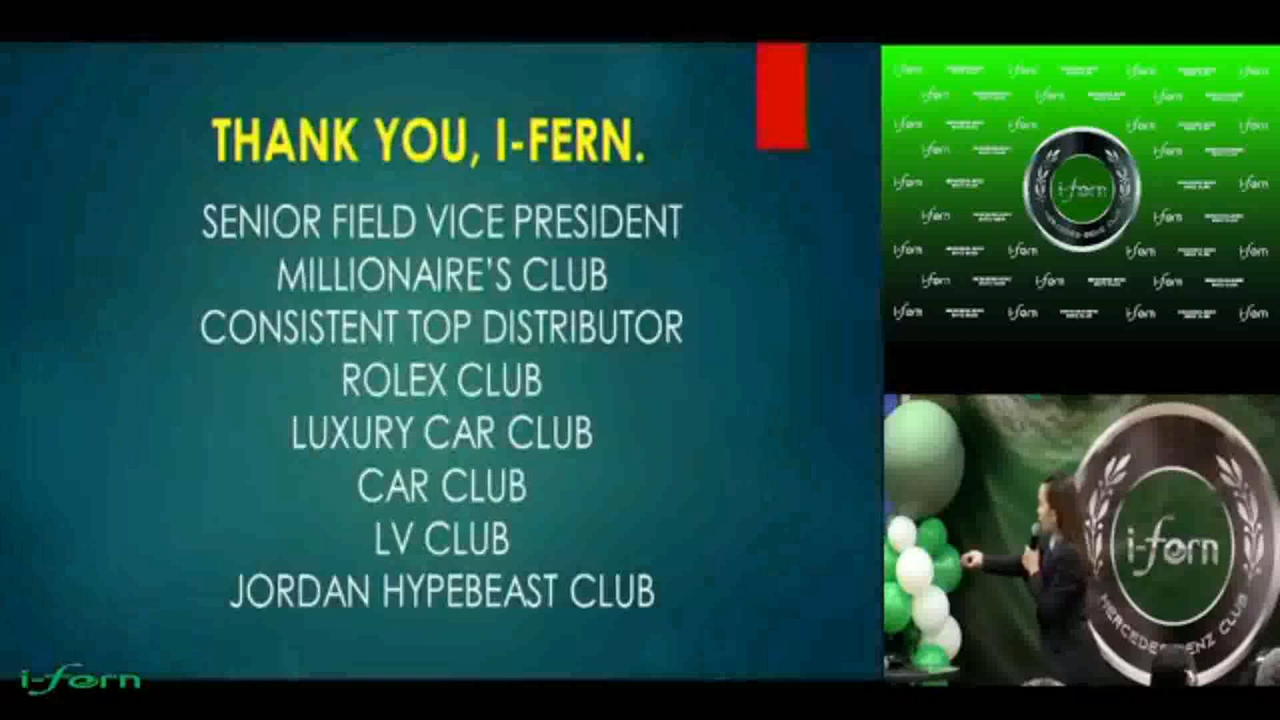 THANK YOU, I-FERN.
SENIOR FIELD VICE PRESIDENT
MILLIONAIRE'S CLUB
CONSISTENT TOP DISTRIBUTOR
ROLEX CLUB
LUXURY CAR CLUB
CAR CLUB
LV CLUB
JORDAN HYPEBEAST CLUB
i-fern
i-fern
i-fern
MERCEDES-BENZ CLUB